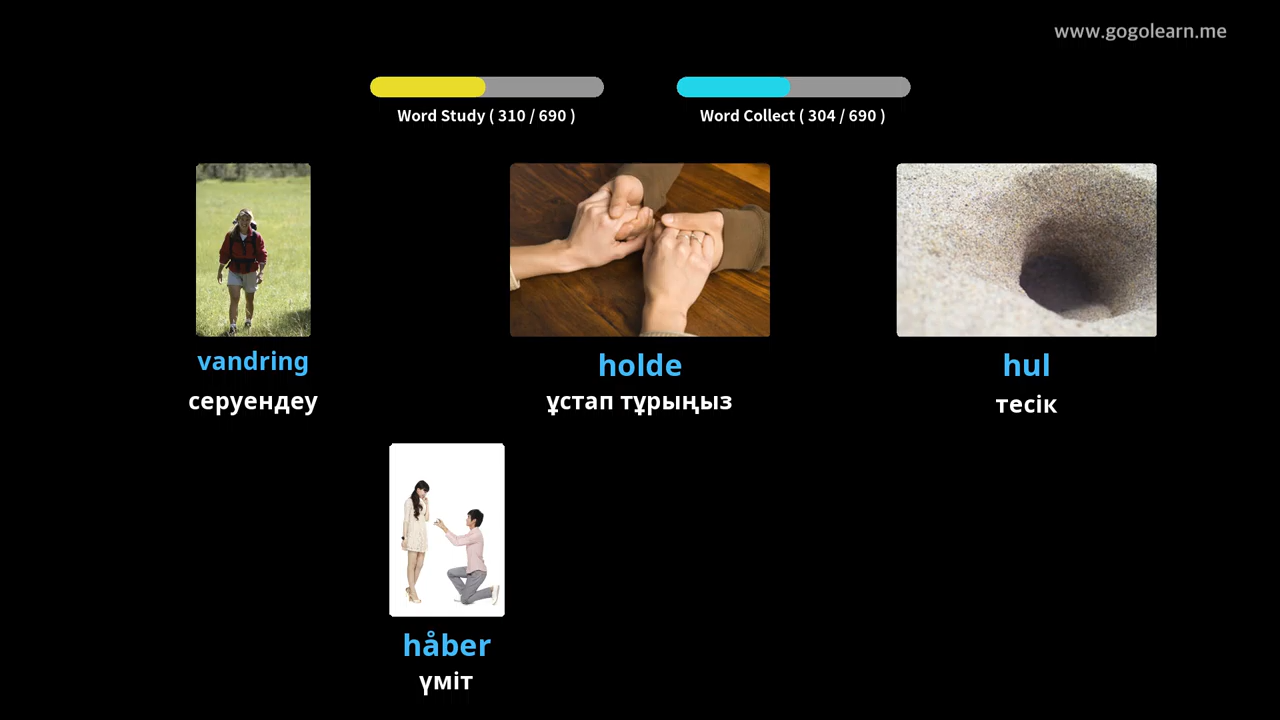 www.gogolearn.me
Word Study ( 310 / 690 )
Word Collect ( 304 / 690 )
vandring
серуендеу
holde
ұстап тұрыңыз
hul
тесік
håber
үміт